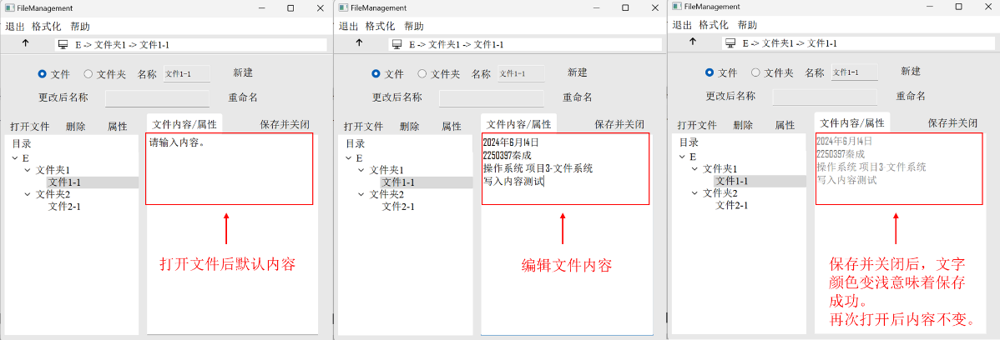 FileManagement
退出 格式化 帮助
E -> 文件夹1 -> 文件1-1
文件 文件夹 名称 文件1-1 新建
更改后名称 重命名
打开文件 删除 属性 文件内容/属性 保存并关闭
目录
E
文件夹1
文件1-1
文件夹2
文件2-1
请输入内容。
打开文件后默认内容
FileManagement
退出 格式化 帮助
E -> 文件夹1 -> 文件1-1
文件 文件夹 名称 文件1-1 新建
更改后名称 重命名
打开文件 删除 属性 文件内容/属性 保存并关闭
目录
E
文件夹1
文件1-1
文件夹2
文件2-1
2024年6月14日
2250397秦成
操作系统 项目3-文件系统
写入内容测试
编辑文件内容
FileManagement
退出 格式化 帮助
E -> 文件夹1 -> 文件1-1
文件 文件夹 名称 文件1-1 新建
更改后名称 重命名
打开文件 删除 属性 文件内容/属性 保存并关闭
目录
E
文件夹1
文件1-1
文件夹2
文件2-1
2024年6月14日
2250397秦成
操作系统 项目3-文件系统
写入内容测试
保存并关闭后，文字
颜色变浅意味着保存
成功。
再次打开后内容不变。